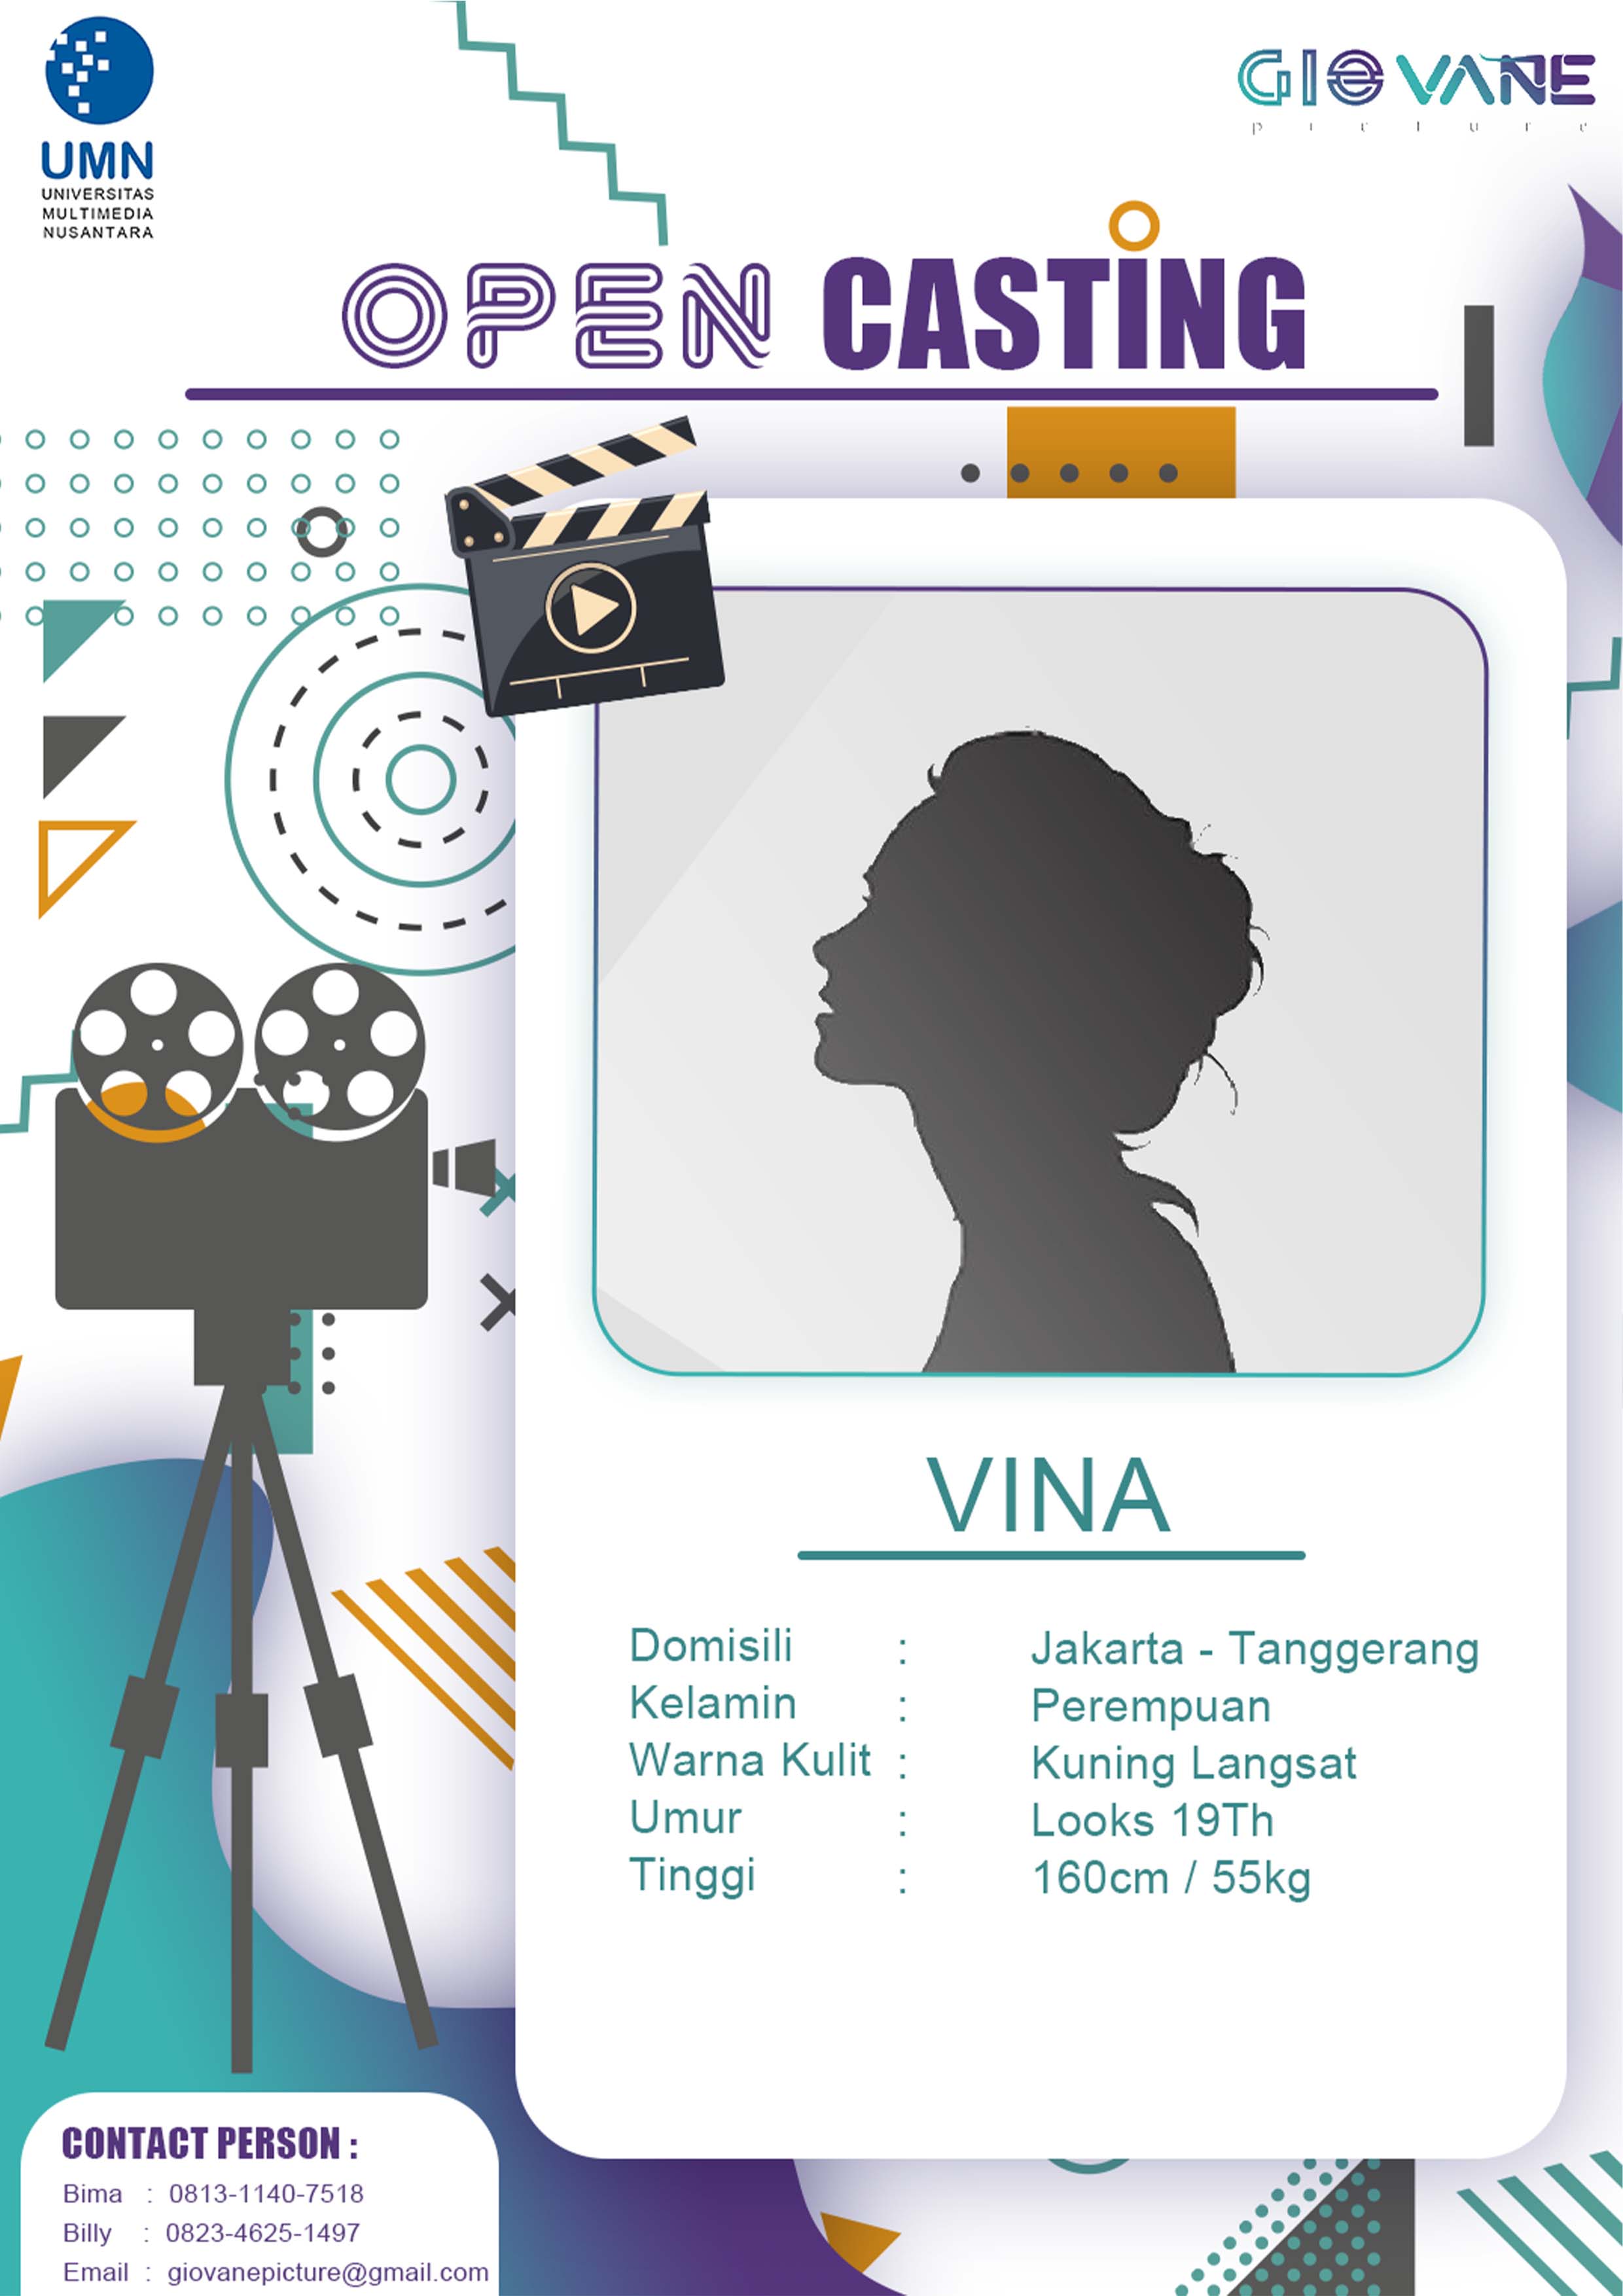 UMN
UNIVERSITAS
MULTIMEDIA
NUSANTARA
GIOVANE
picture
OPEN CASTING
VINA
Domisili : Jakarta - Tanggerang
Kelamin : Perempuan
Warna Kulit : Kuning Langsat
Umur : Looks 19Th
Tinggi : 160cm / 55kg
CONTACT PERSON :
Bima : 0813-1140-7518
Billy : 0823-4625-1497
Email : giovanepicture@gmail.com